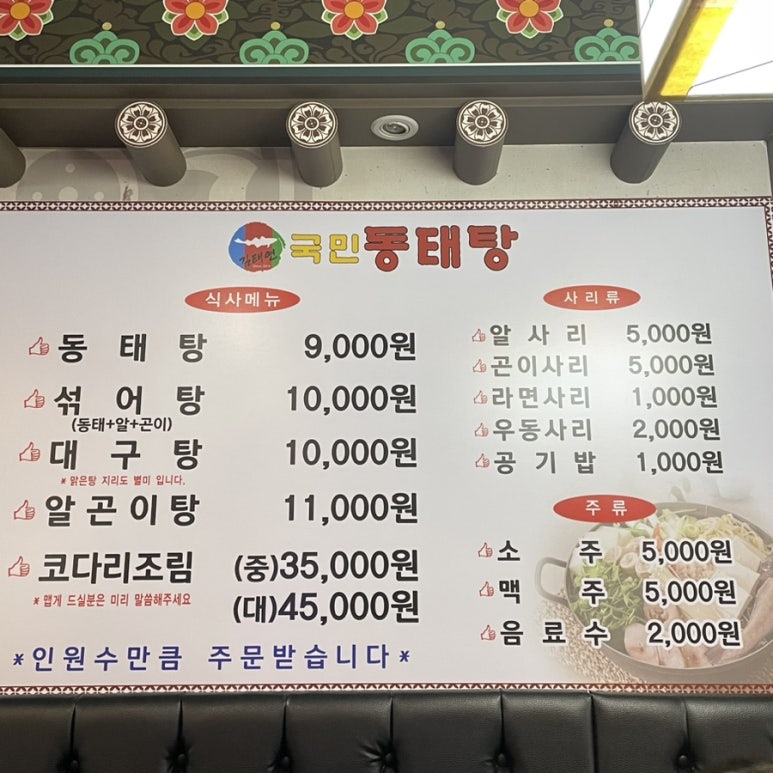 김태연
국민동태탕
식사메뉴
동태탕 9,000원
섞어탕 10,000원
(동태+알+곤이)
대구탕 10,000원
* 맑은탕 지리도 별미 입니다.
알곤이탕 11,000원
코다리조림 (중)35,000원
* 맵게 드실분은 미리 말씀해주세요
(대)45,000원
*인원수만큼 주문받습니다*
사리류
알사리 5,000원
곤이사리 5,000원
라면사리 1,000원
우동사리 2,000원
공기밥 1,000원
주류
소주 5,000원
맥주 5,000원
음료수 2,000원